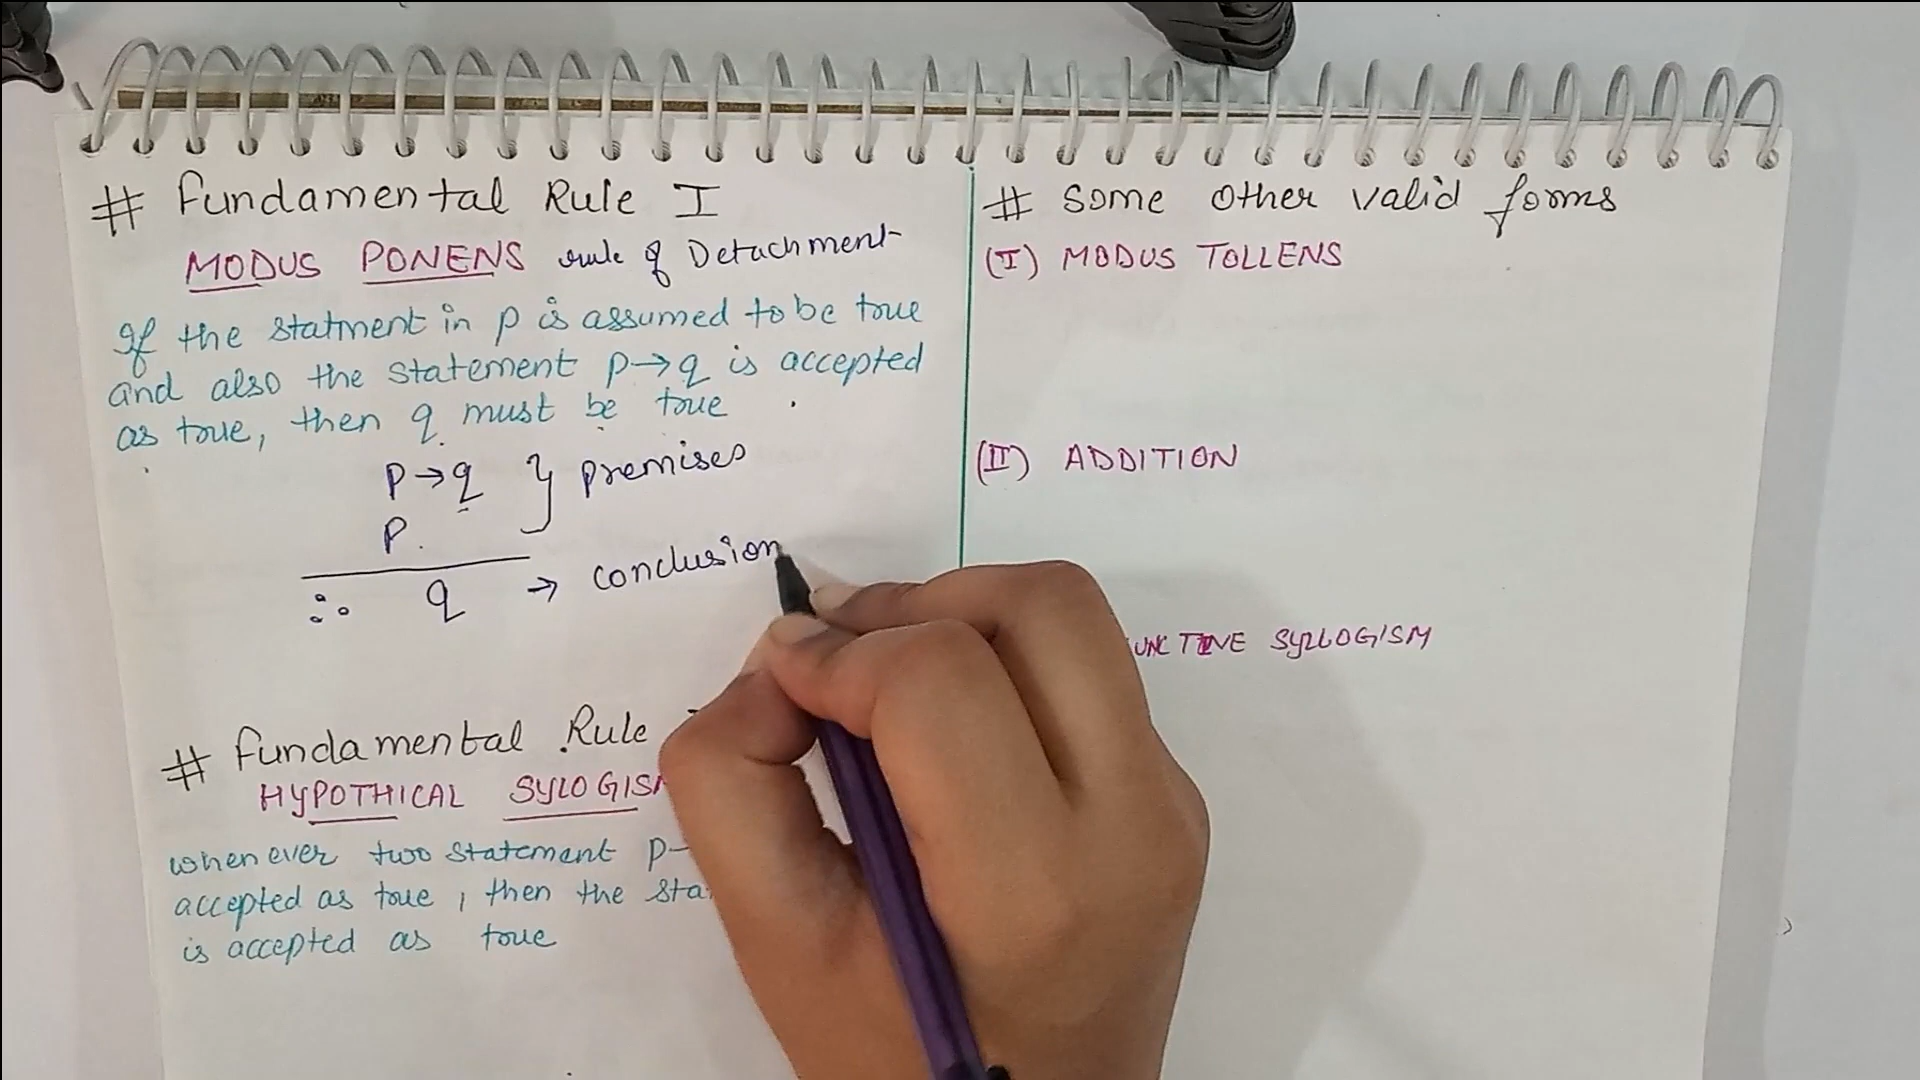 # Fundamental Rule I
MODUS PONENS rule of Detachment
If the statment in p is assumed to be true
and also the statement p→q is accepted
as true, then q must be true
p→q } premises
p.
∴ q → conclusion
# Fundamental Rule
HYPOTHICAL SYLOGISM
whenever two statement p-
accepted as true, then the sta
is accepted as true
# Some Other valid forms
(I) MODUS TOLLENS
(II) ADDITION
UNCTIVE SYLLOGISM